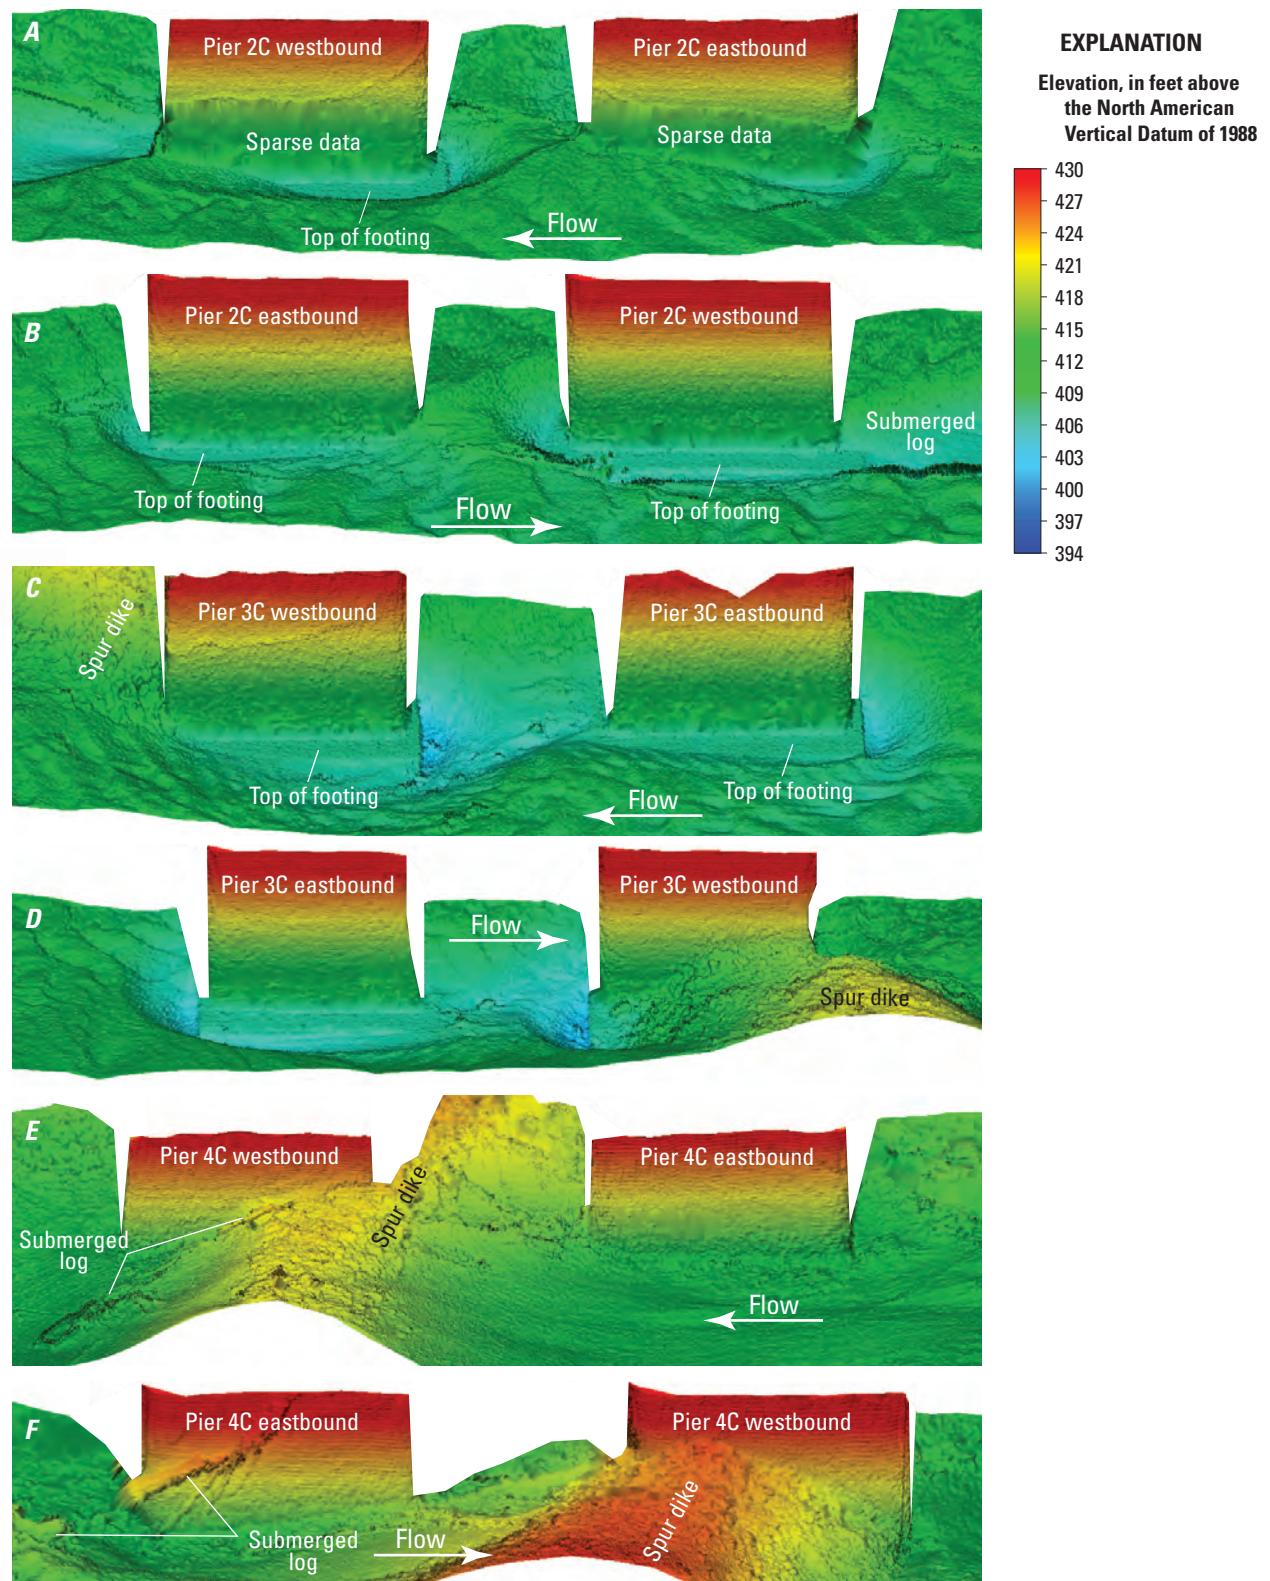 A
Pier 2C westbound
Pier 2C eastbound
Sparse data
Sparse data
Top of footing
Flow
B
Pier 2C eastbound
Pier 2C westbound
Submerged
log
Top of footing
Top of footing
Flow
C
Spur dike
Pier 3C westbound
Pier 3C eastbound
Top of footing
Top of footing
Flow
D
Pier 3C eastbound
Pier 3C westbound
Flow
Spur dike
E
Pier 4C westbound
Pier 4C eastbound
Spur dike
Submerged
log
Flow
F
Pier 4C eastbound
Pier 4C westbound
Spur dike
Submerged
log
Flow
EXPLANATION
Elevation, in feet above
the North American
Vertical Datum of 1988
430
427
424
421
418
415
412
409
406
403
400
397
394